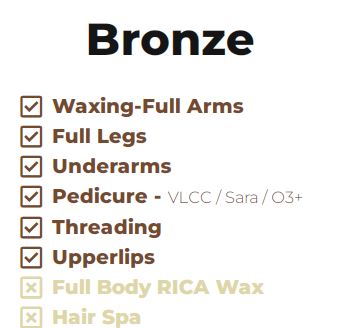 Bronze
Waxing-Full Arms
Full Legs
Underarms
Pedicure - VLCC / Sara / O3+
Threading
Upperlips
Full Body RICA Wax
Hair Spa